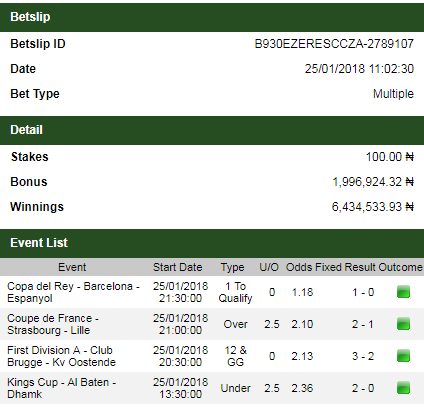 Betslip
Betslip ID B930EZERESCCZA-2789107
Date 25/01/2018 11:02:30
Bet Type Multiple
Detail
Stakes 100.00 ₦
Bonus 1,996,924.32 ₦
Winnings 6,434,533.93 ₦
Event List
Event Start Date Type U/O Odds Fixed Result Outcome
Copa del Rey - Barcelona - 25/01/2018 1 To
Espanyol 21:30:00 Qualify 0 1.18 1 - 0
Coupe de France - 25/01/2018
Strasbourg - Lille 21:00:00 Over 2.5 2.10 2 - 1
First Division A - Club 25/01/2018 12 &
Brugge - Kv Oostende 20:30:00 GG 0 2.13 3 - 2
Kings Cup - Al Baten - 25/01/2018
Dhamk 13:30:00 Under 2.5 2.36 2 - 0